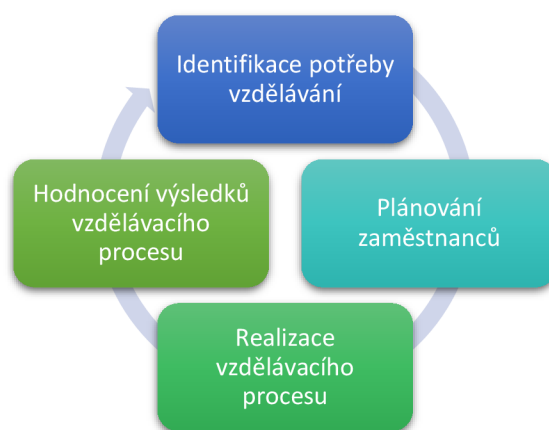 Identifikace potřeby
vzdělávání
Plánování
zaměstnanců
Realizace
vzdělávacího
procesu
Hodnocení výsledků
vzdělávacího
procesu